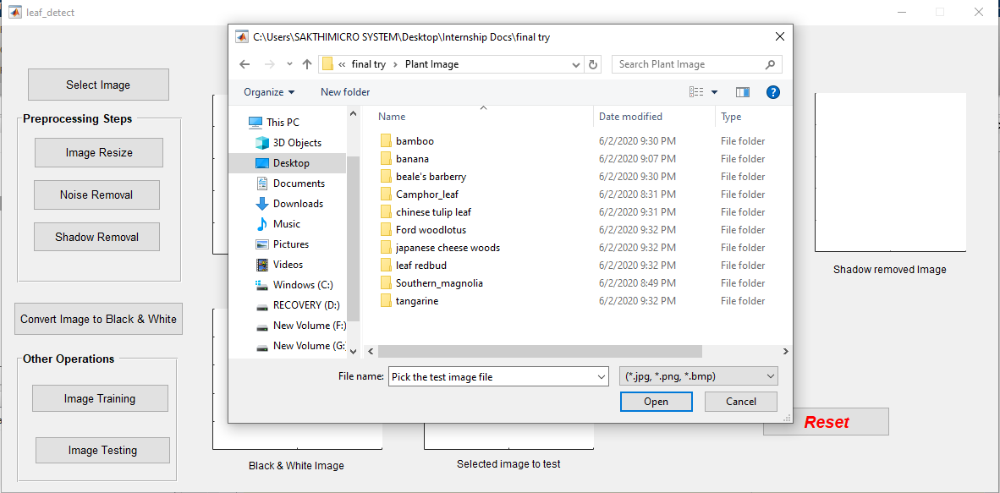 leaf_detect
C:\Users\SAKTHIMICRO SYSTEM\Desktop\Internship Docs\final try
« final try › Plant Image
Search Plant Image
Organize
New folder
Select Image
Preprocessing Steps
Image Resize
Noise Removal
Shadow Removal
Convert Image to Black & White
Other Operations
Image Training
Image Testing
This PC
3D Objects
Desktop
Documents
Downloads
Music
Pictures
Videos
Windows (C:)
RECOVERY (D:)
New Volume (F:)
New Volume (G:
Name Date modified Type
bamboo 6/2/2020 9:30 PM File folder
banana 6/2/2020 9:07 PM File folder
beale's barberry 6/2/2020 9:30 PM File folder
Camphor_leaf 6/2/2020 8:31 PM File folder
chinese tulip leaf 6/2/2020 9:31 PM File folder
Ford woodlotus 6/2/2020 9:32 PM File folder
japanese cheese woods 6/2/2020 9:32 PM File folder
leaf redbud 6/2/2020 9:32 PM File folder
Southern_magnolia 6/2/2020 8:49 PM File folder
tangarine 6/2/2020 9:32 PM File folder
File name: Pick the test image file (*.jpg, *.png, *.bmp)
Open Cancel
Shadow removed Image
Reset
Black & White Image
Selected image to test